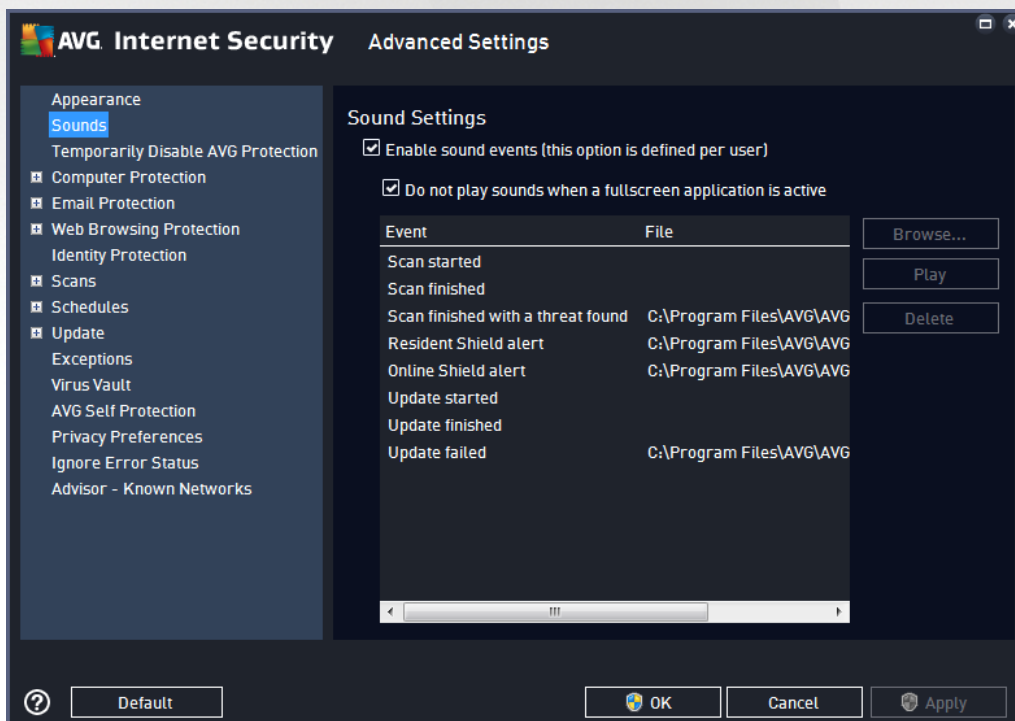 AVG. Internet Security Advanced Settings
Appearance
Sounds
Temporarily Disable AVG Protection
Computer Protection
Email Protection
Web Browsing Protection
Identity Protection
Scans
Schedules
Update
Exceptions
Virus Vault
AVG Self Protection
Privacy Preferences
Ignore Error Status
Advisor - Known Networks
Sound Settings
Enable sound events (this option is defined per user)
Do not play sounds when a fullscreen application is active
Event File
Scan started
Scan finished
Scan finished with a threat found C:\Program Files\AVG\AVG
Resident Shield alert C:\Program Files\AVG\AVG
Online Shield alert C:\Program Files\AVG\AVG
Update started
Update finished
Update failed C:\Program Files\AVG\AVG
Browse...
Play
Delete
Default
OK
Cancel
Apply